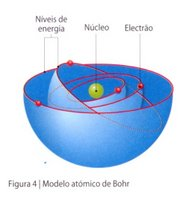 Níveis de
energia
Núcleo
Electrão
Figura 4 | Modelo atómico de Bohr